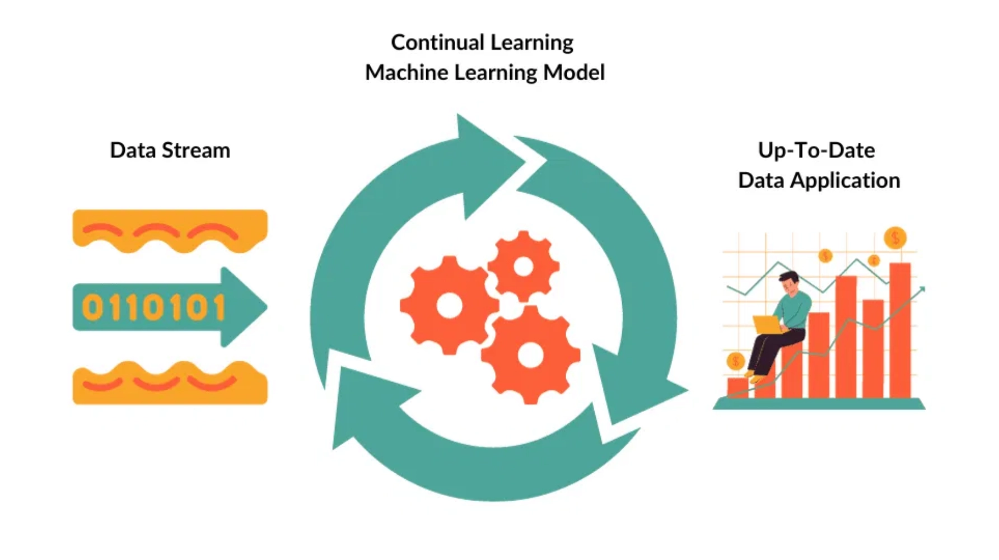 Continual Learning
Machine Learning Model
Data Stream
0110101
Up-To-Date
Data Application
$
$
$
$